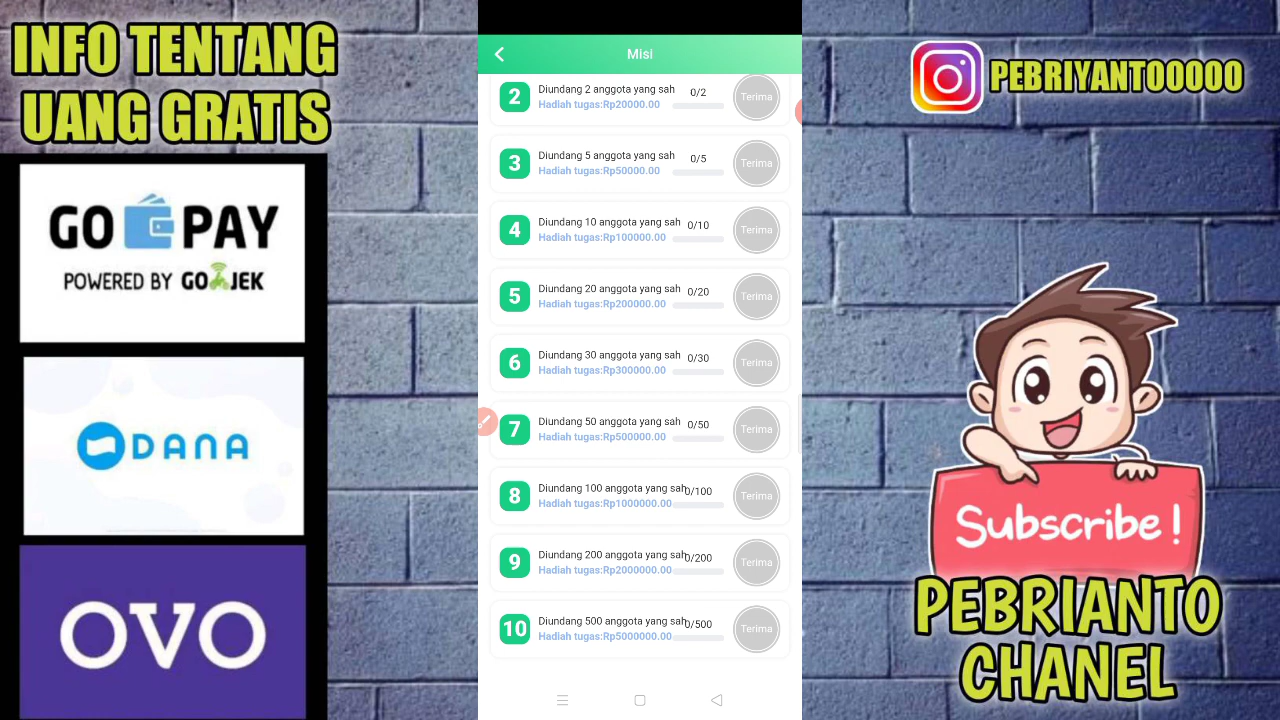 INFO TENTANG
UANG GRATIS
GO PAY
POWERED BY GOJEK
DANA
OVO
Misi
2
Diundang 2 anggota yang sah
Hadiah tugas:Rp20000.00
0/2
Terima
3
Diundang 5 anggota yang sah
Hadiah tugas:Rp50000.00
0/5
Terima
4
Diundang 10 anggota yang sah
Hadiah tugas:Rp100000.00
0/10
Terima
5
Diundang 20 anggota yang sah
Hadiah tugas:Rp200000.00
0/20
Terima
6
Diundang 30 anggota yang sah
Hadiah tugas:Rp300000.00
0/30
Terima
7
Diundang 50 anggota yang sah
Hadiah tugas:Rp500000.00
0/50
Terima
8
Diundang 100 anggota yang sah
Hadiah tugas:Rp1000000.00
0/100
Terima
9
Diundang 200 anggota yang sah
Hadiah tugas:Rp2000000.00
0/200
Terima
10
Diundang 500 anggota yang sah
Hadiah tugas:Rp5000000.00
0/500
Terima
PEBRIYANTOOOOO
Subscribe!
PEBRIANTO
CHANEL